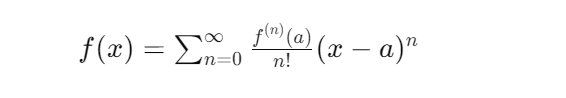 f(x) = ∑_{n=0}^{∞} \frac{f^{(n)}(a)}{n!} (x − a)^n